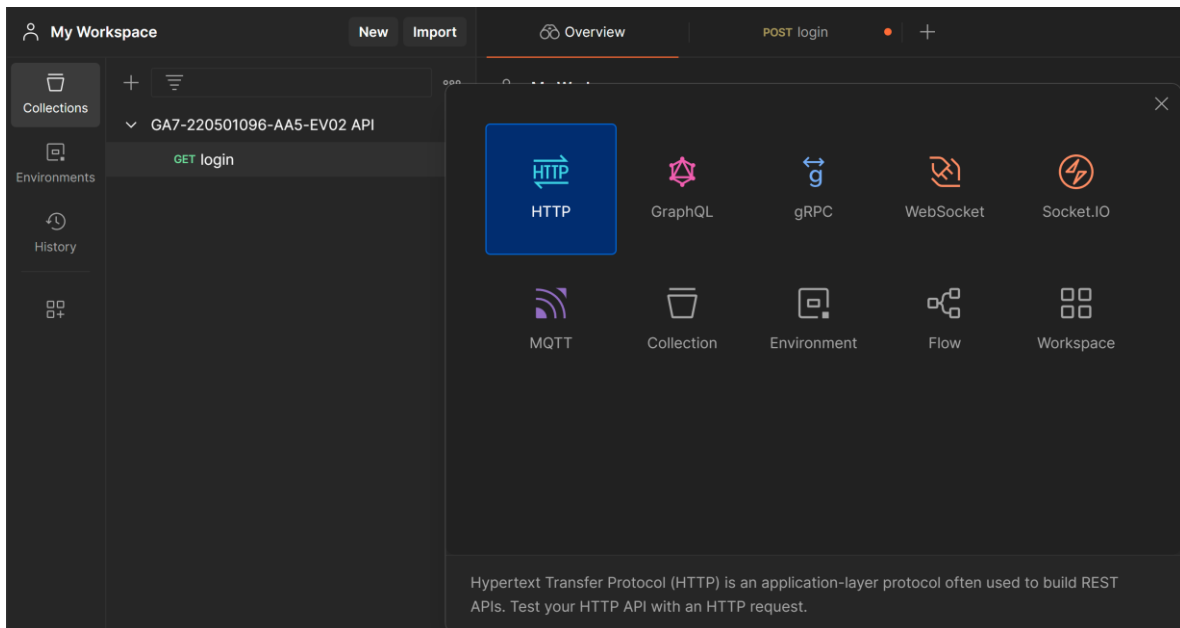 My Workspace
New
Import
Overview
POST login
Collections
GA7-220501096-AA5-EV02 API
GET login
Environments
History
HTTP
HTTP
GraphQL
g
gRPC
WebSocket
Socket.IO
MQTT
Collection
Environment
Flow
Workspace
Hypertext Transfer Protocol (HTTP) is an application-layer protocol often used to build REST
APIs. Test your HTTP API with an HTTP request.